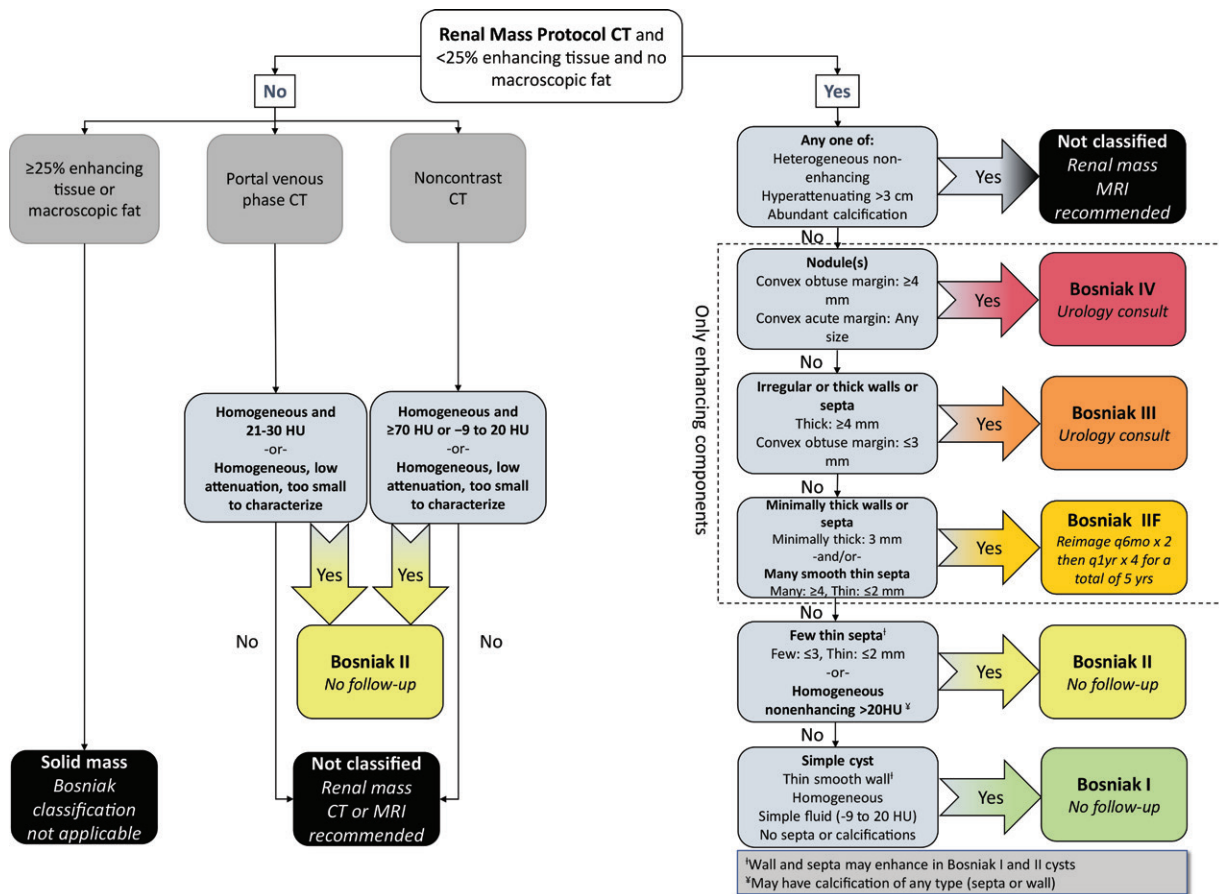 Renal Mass Protocol CT and
<25% enhancing tissue and no
macroscopic fat
No
Yes
≥25% enhancing
tissue or
macroscopic fat
Portal venous
phase CT
Noncontrast
CT
Any one of:
Heterogeneous non-
enhancing
Hyperattenuating >3 cm
Abundant calcification
Yes
Not classified
Renal mass
MRI
recommended
No
Only enhancing components
Nodule(s)
Convex obtuse margin: ≥4
mm
Convex acute margin: Any
size
Yes
Bosniak IV
Urology consult
No
Irregular or thick walls or
septa
Thick: ≥4 mm
Convex obtuse margin: ≤3
mm
Yes
Bosniak III
Urology consult
No
Minimally thick walls or
septa
Minimally thick: 3 mm
-and/or-
Many smooth thin septa
Many: ≥4, Thin: ≤2 mm
Yes
Bosniak IIF
Reimage q6mo x 2
then q1yr x 4 for a
total of 5 yrs
No
Few thin septaƚ
Few: ≤3, Thin: ≤2 mm
-or-
Homogeneous
nonenhancing >20HU ¥
Yes
Bosniak II
No follow-up
No
Simple cyst
Thin smooth wallƚ
Homogeneous
Simple fluid (-9 to 20 HU)
No septa or calcifications
Yes
Bosniak I
No follow-up
Homogeneous and
21-30 HU
-or-
Homogeneous, low
attenuation, too small
to characterize
Homogeneous and
≥70 HU or –9 to 20 HU
-or-
Homogeneous, low
attenuation, too small
to characterize
Yes
Yes
No
No
Bosniak II
No follow-up
Solid mass
Bosniak
classification
not applicable
Not classified
Renal mass
CT or MRI
recommended
ƚWall and septa may enhance in Bosniak I and II cysts
¥May have calcification of any type (septa or wall)